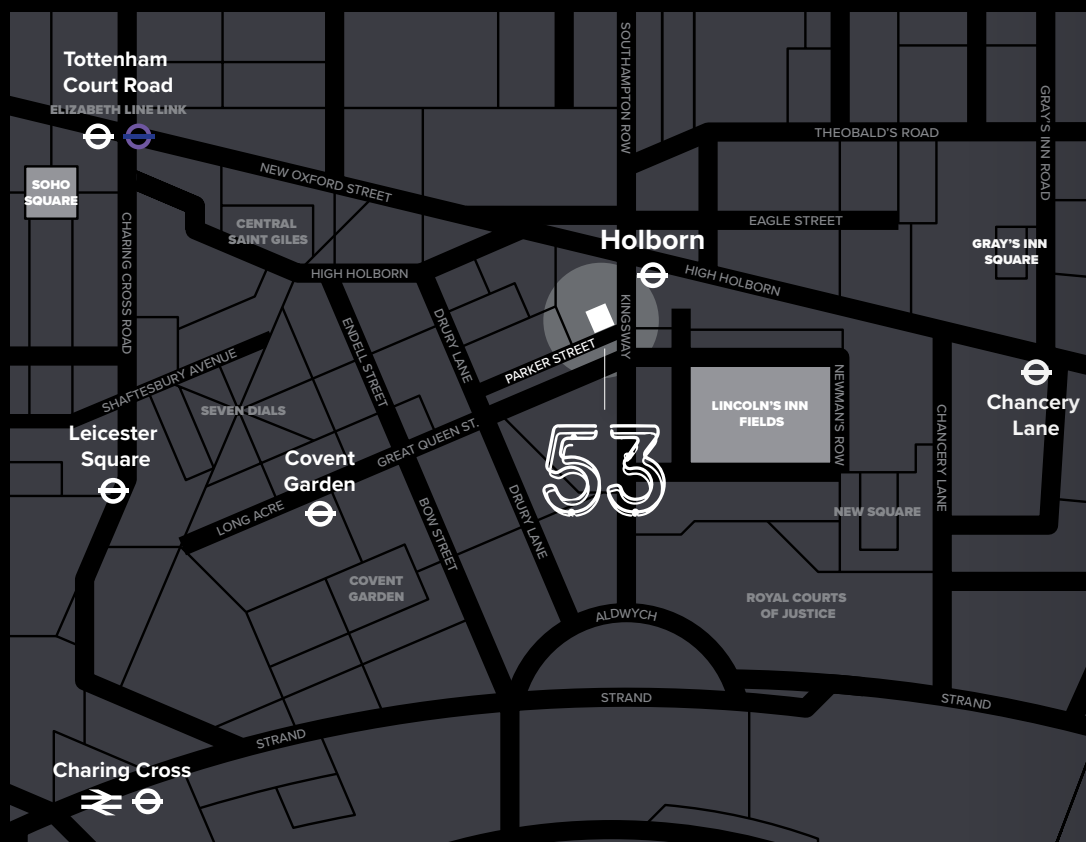 Tottenham
Court Road
ELIZABETH LINE LINK
SOUTHAMPTON ROW
THEOBALD'S ROAD
GRAY'S INN ROAD
NEW OXFORD STREET
SOHO
SQUARE
CENTRAL
SAINT GILES
EAGLE STREET
Holborn
GRAY'S INN
SQUARE
CHARING CROSS ROAD
HIGH HOLBORN
HIGH HOLBORN
KINGSWAY
ENDELL STREET
DRURY LANE
PARKER STREET
SHAFTESBURY AVENUE
SEVEN DIALS
LINCOLN'S INN
FIELDS
NEWMAN'S ROW
Chancery
Lane
CHANCERY LANE
Leicester
Square
Covent
Garden
GREAT QUEEN ST.
53
LONG ACRE
BOW STREET
DRURY LANE
NEW SQUARE
COVENT
GARDEN
ROYAL COURTS
OF JUSTICE
ALDWYCH
STRAND
STRAND
STRAND
Charing Cross